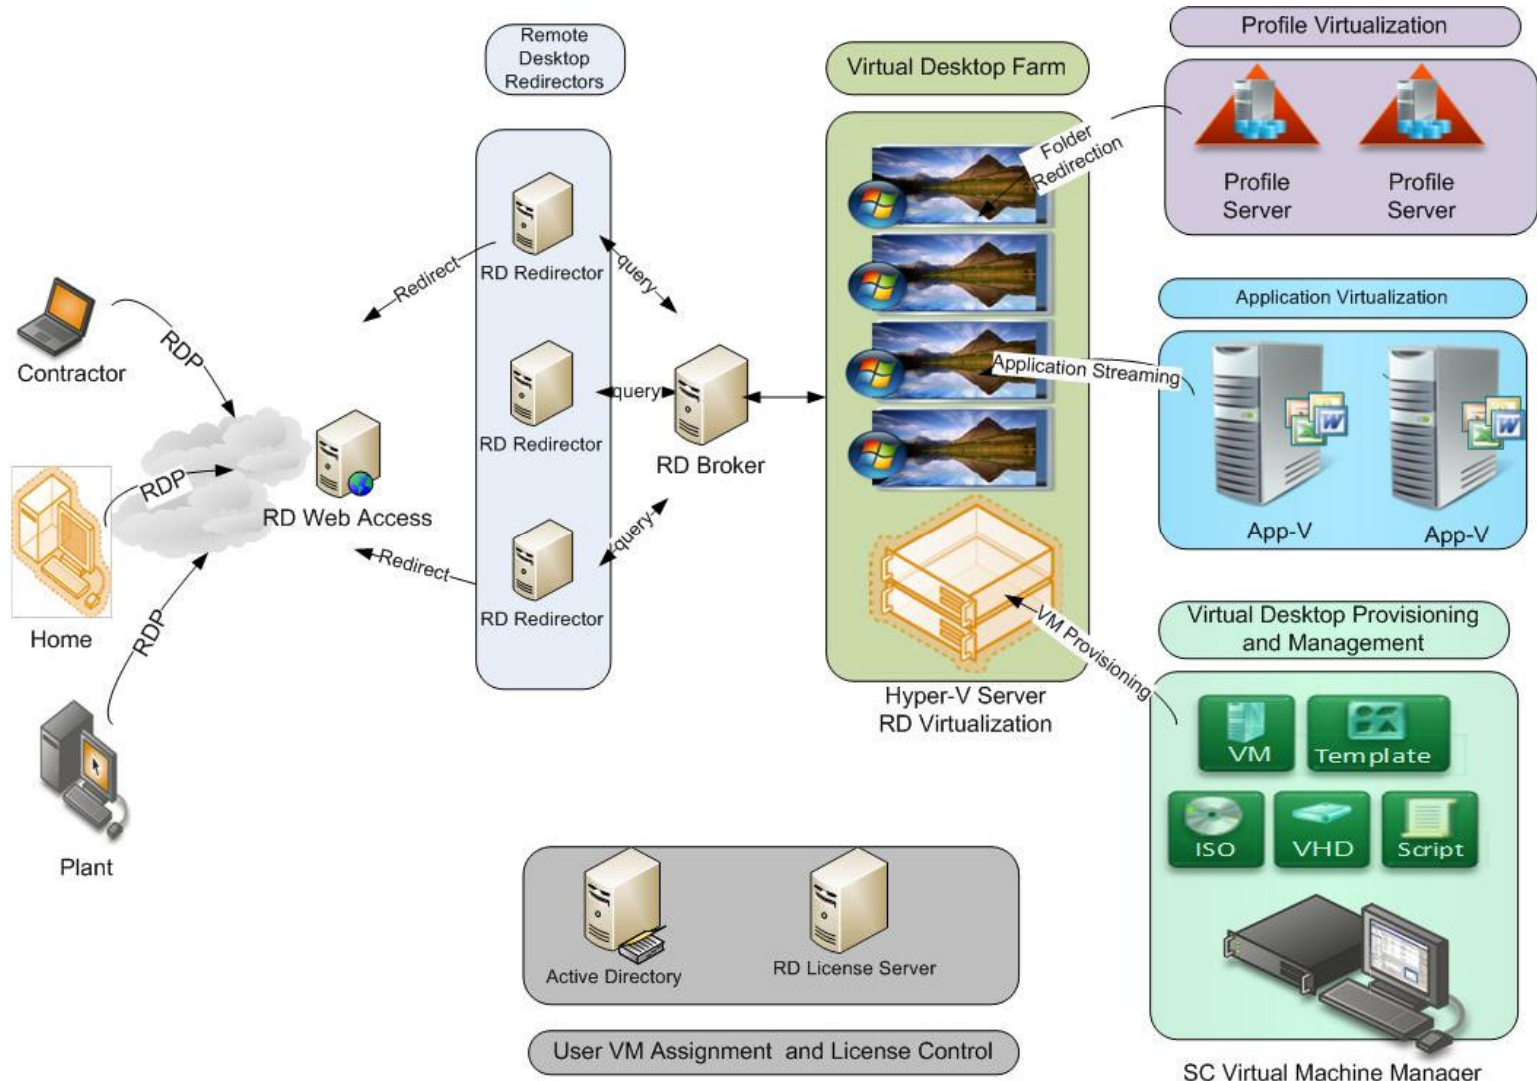 Remote
Desktop
Redirectors
Virtual Desktop Farm
Profile Virtualization
Folder
Redirection
Profile
Server
Profile
Server
RD Redirector
Redirect
query
Contractor
RDP
RD Redirector
query
RD Broker
Application Virtualization
Application Streaming
App-V
App-V
RDP
RD Web Access
Home
RDP
Redirect
query
RD Redirector
Hyper-V Server
RD Virtualization
VM Provisioning
Virtual Desktop Provisioning
and Management
VM
Template
ISO
VHD
Script
SC Virtual Machine Manager
Plant
Active Directory
RD License Server
User VM Assignment and License Control